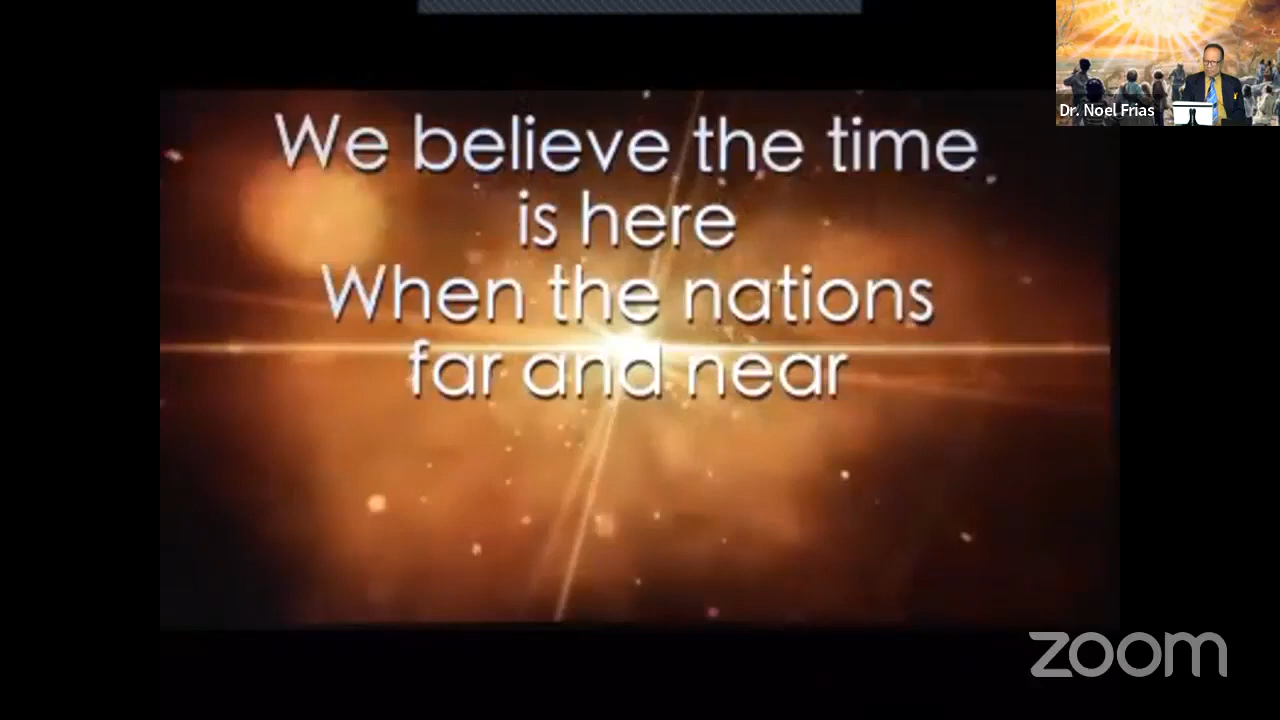 We believe the time
is here
When the nations
far and near
Dr. Noel Frias
zoom